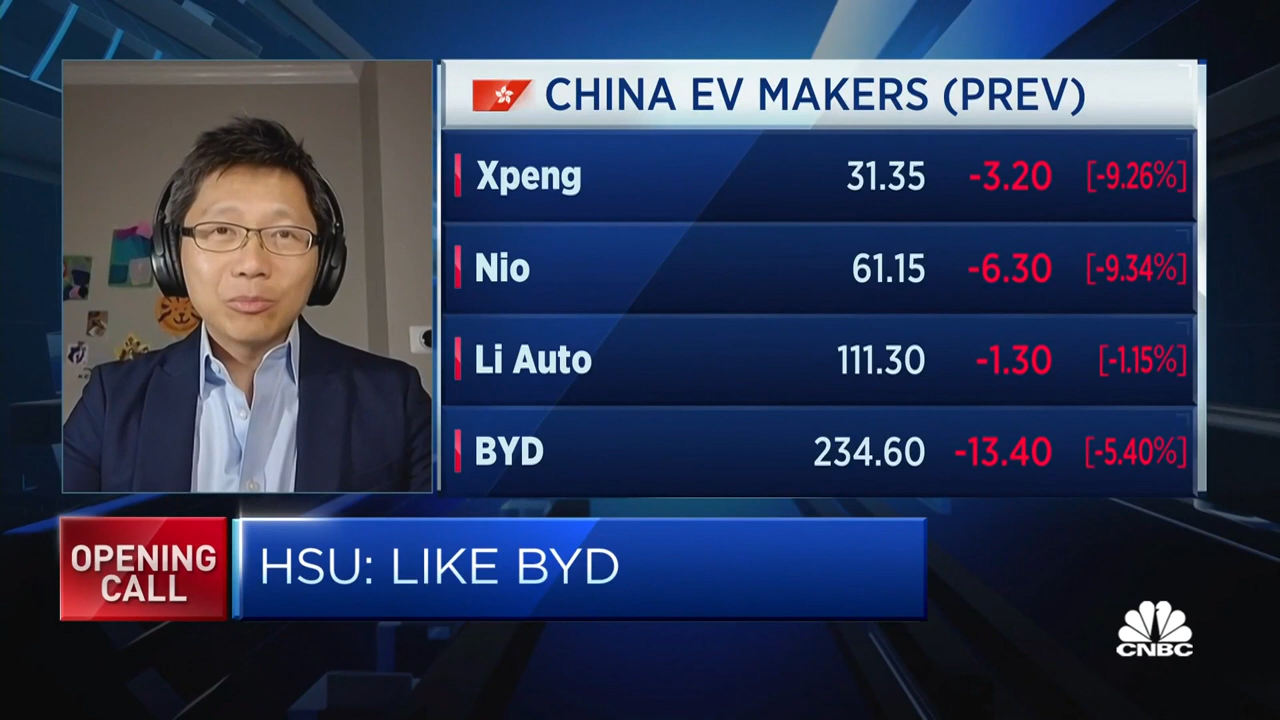 CHINA EV MAKERS (PREV)
Xpeng 31.35 -3.20 [-9.26%]
Nio 61.15 -6.30 [-9.34%]
Li Auto 111.30 -1.30 [-1.15%]
BYD 234.60 -13.40 [-5.40%]
OPENING
CALL
HSU: LIKE BYD
CNBC